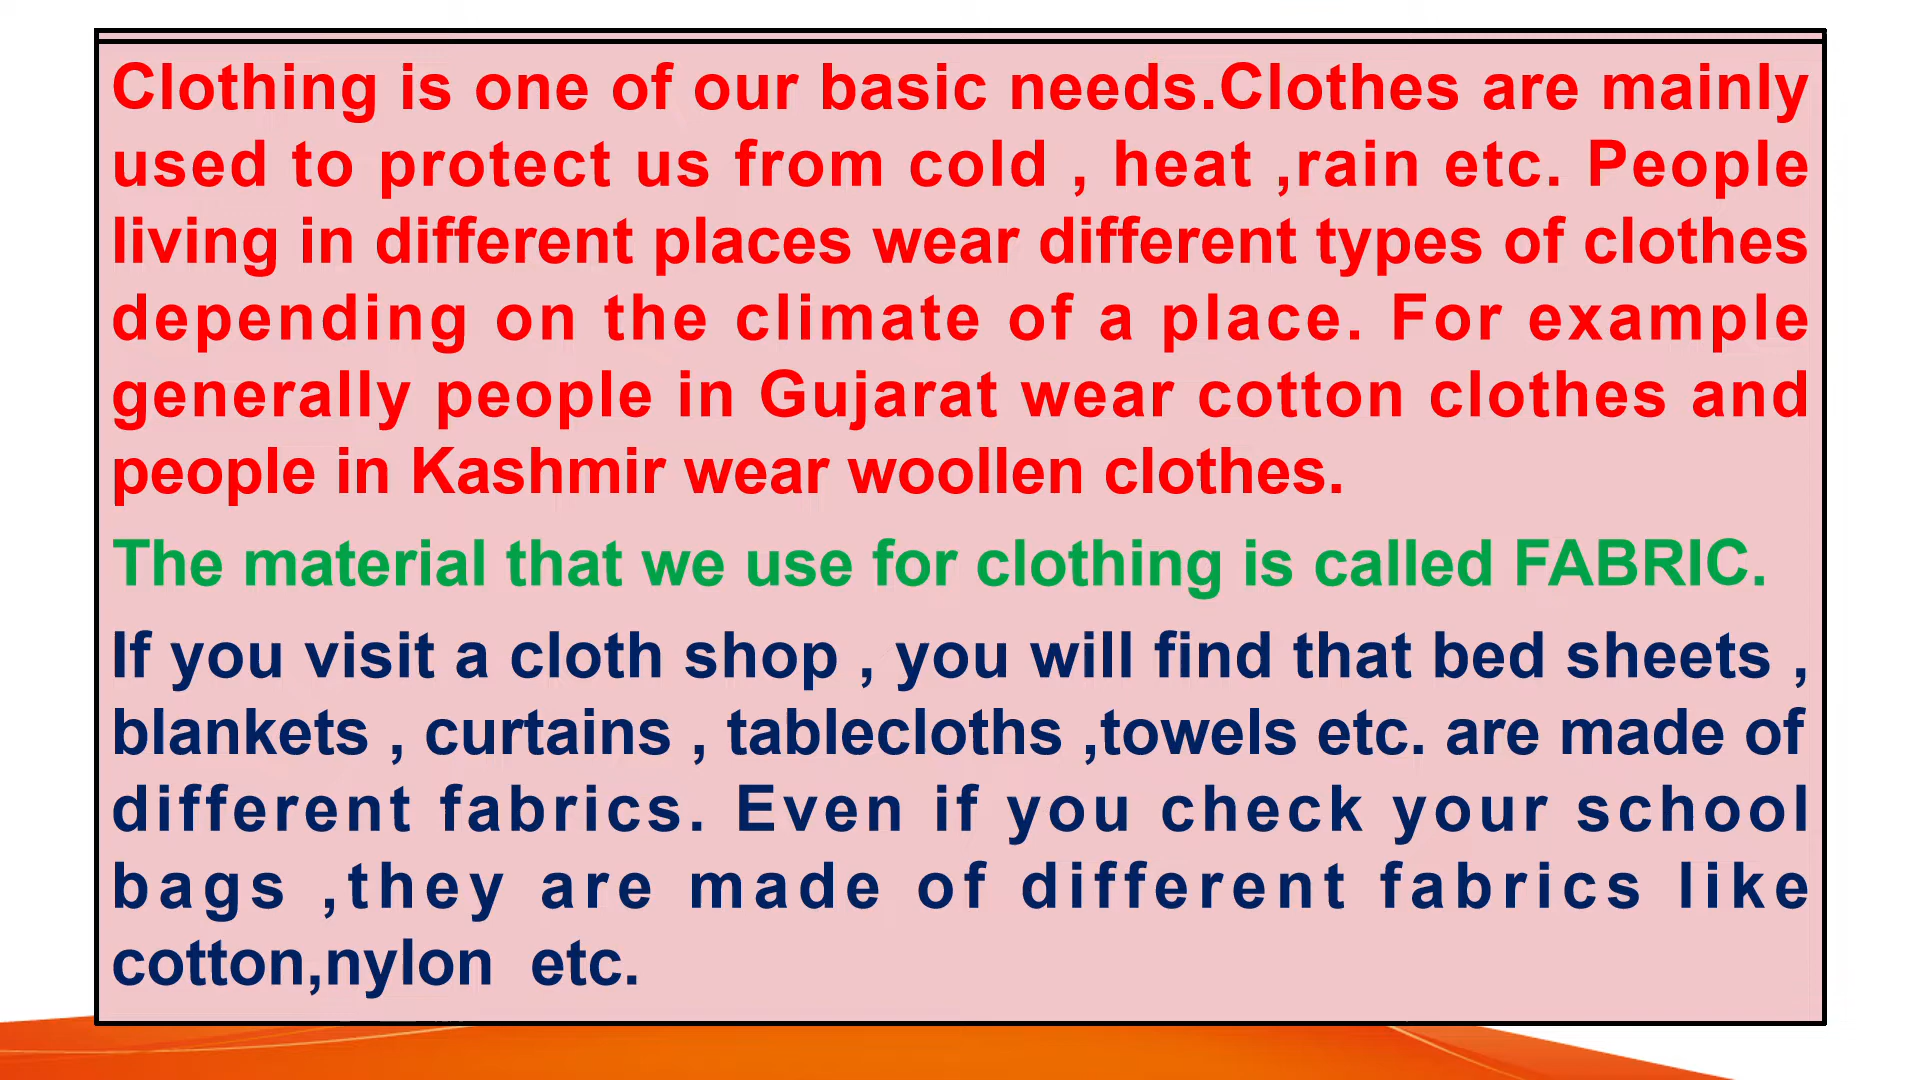 Clothing is one of our basic needs.Clothes are mainly
used to protect us from cold , heat ,rain etc. People
living in different places wear different types of clothes
depending on the climate of a place. For example
generally people in Gujarat wear cotton clothes and
people in Kashmir wear woollen clothes.
The material that we use for clothing is called FABRIC.
If you visit a cloth shop , you will find that bed sheets ,
blankets , curtains , tablecloths ,towels etc. are made of
different fabrics. Even if you check your school
bags ,they are made of different fabrics like
cotton,nylon  etc.